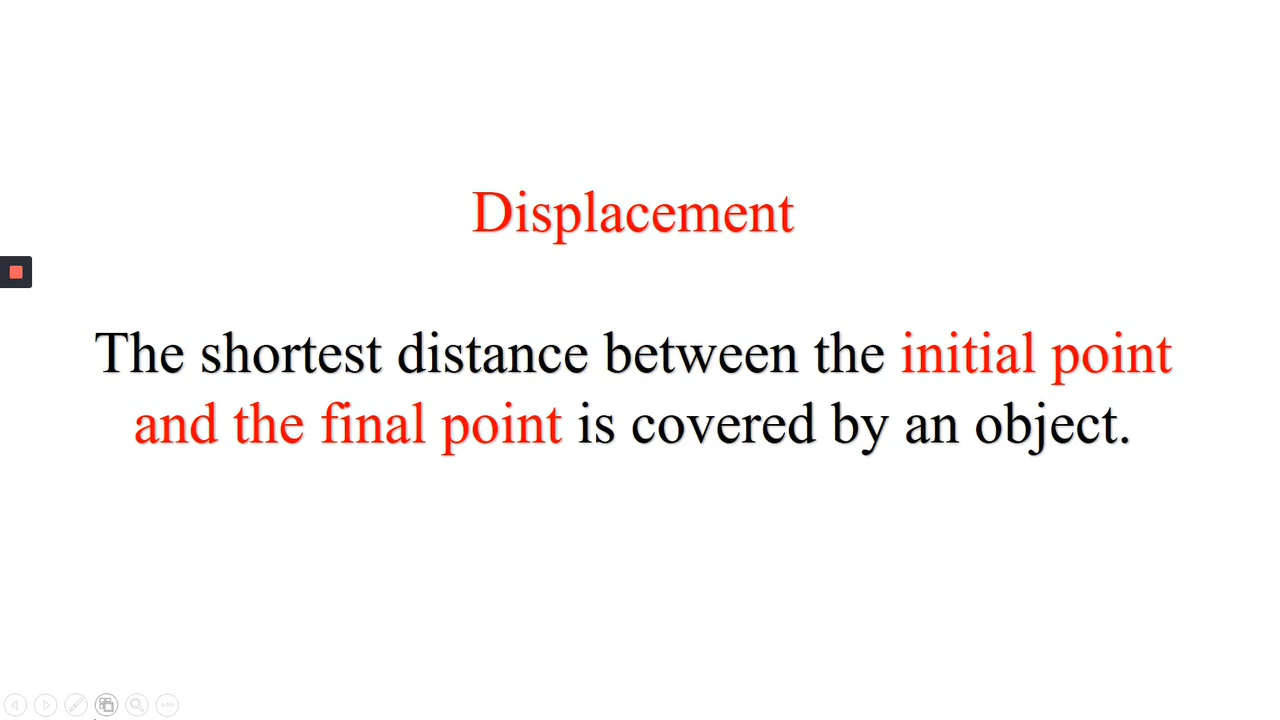 Displacement
The shortest distance between the initial point
and the final point is covered by an object.